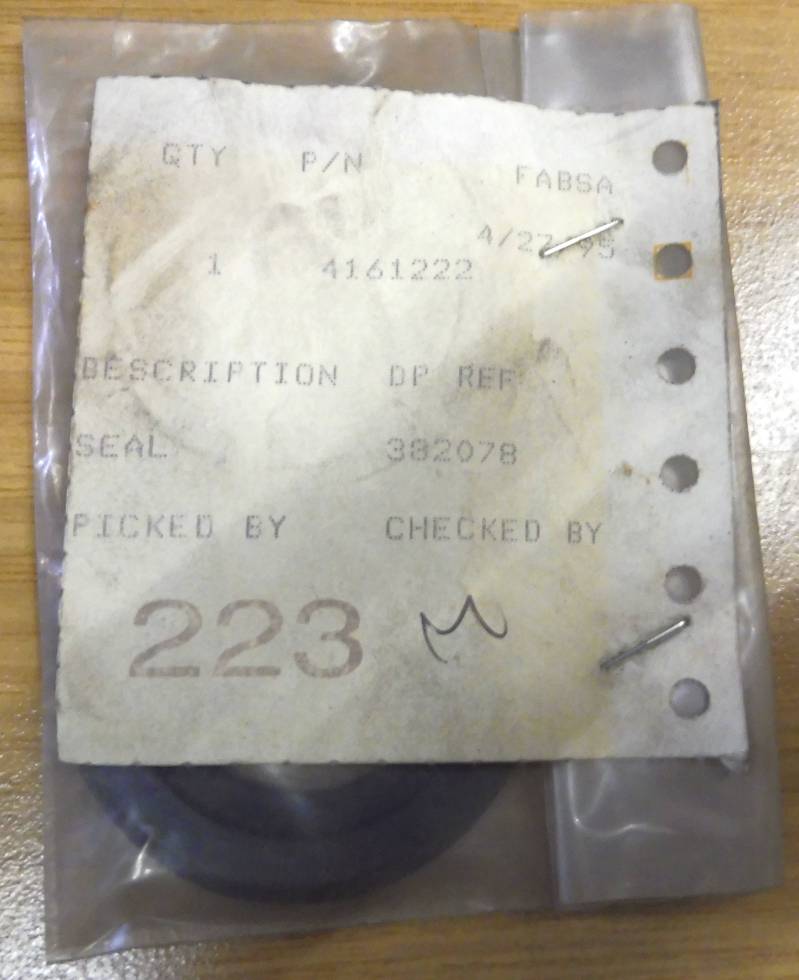 QTY P/N FABSA
4/27/95
1 4161222
DESCRIPTION DP REF
SEAL 382078
PICKED BY CHECKED BY
223